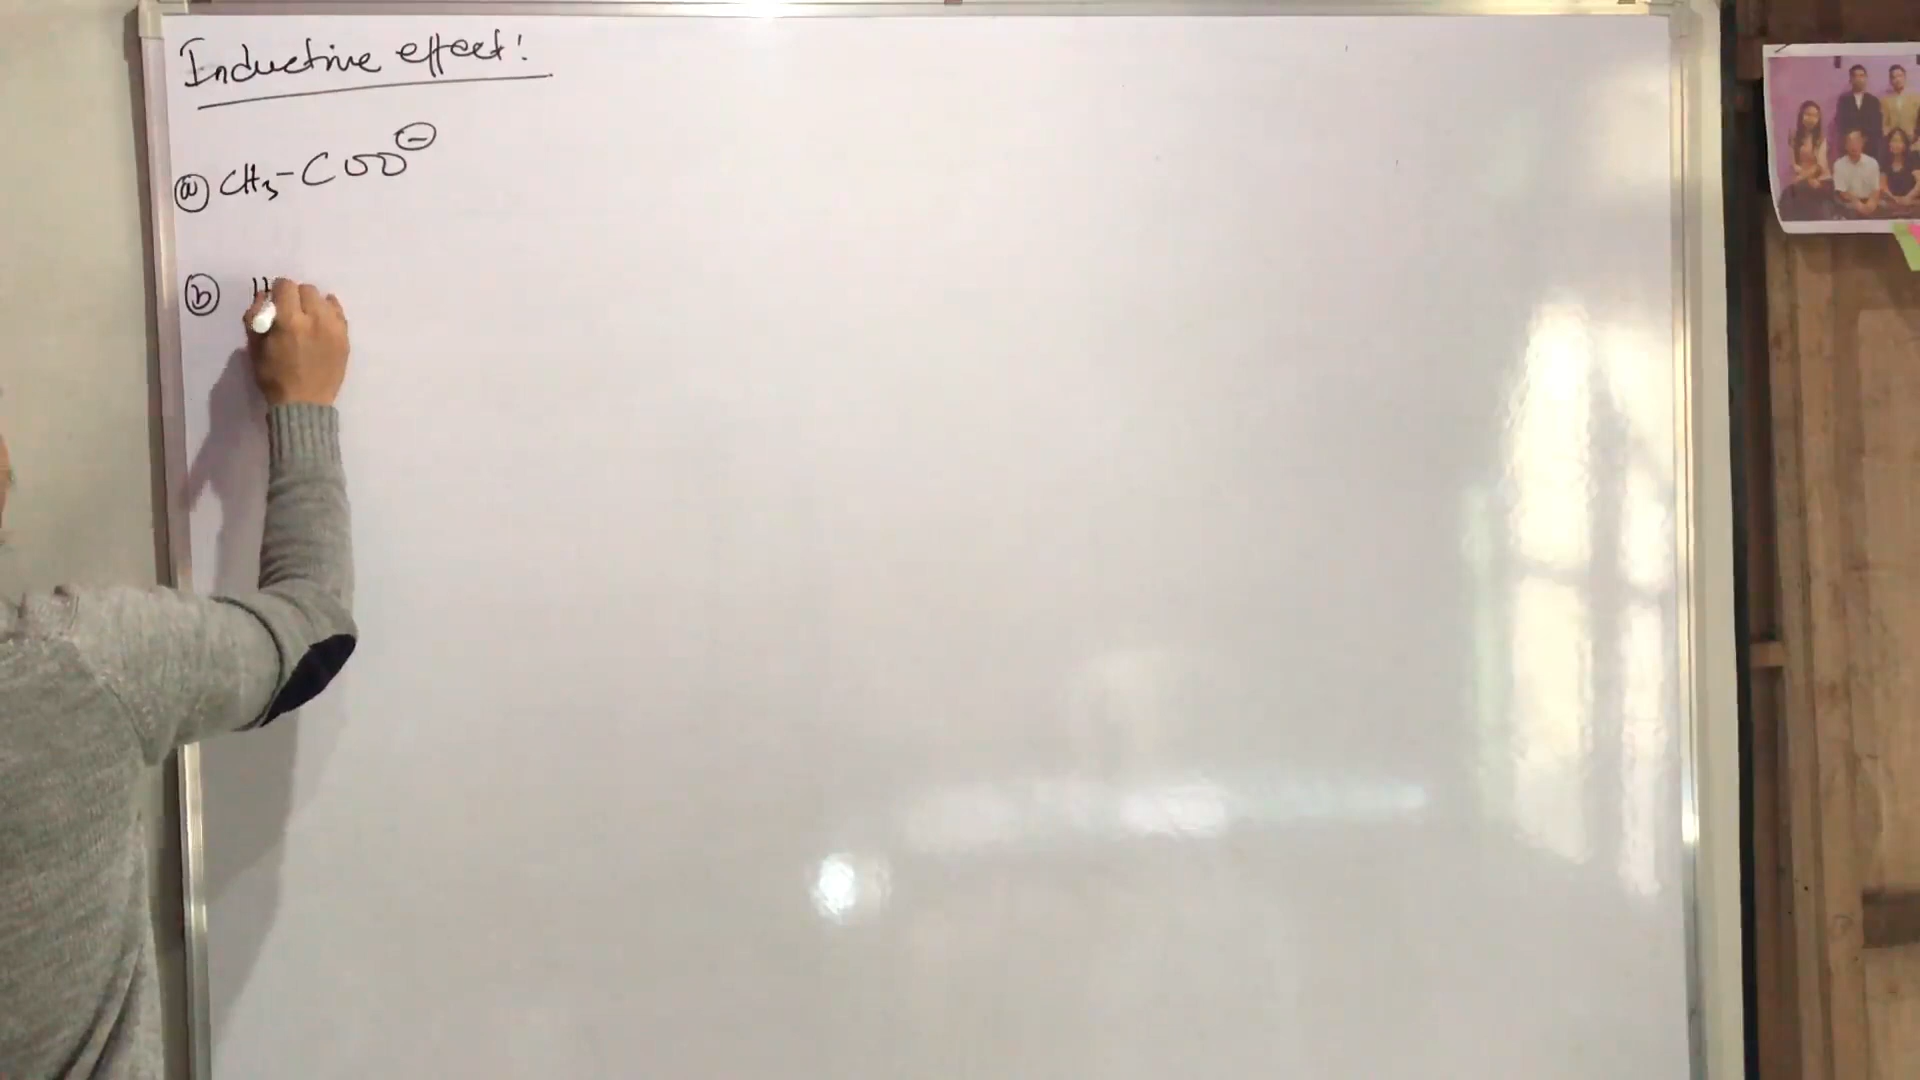 Inductive effect!
(a) CH₃-COO⁻
(b) H